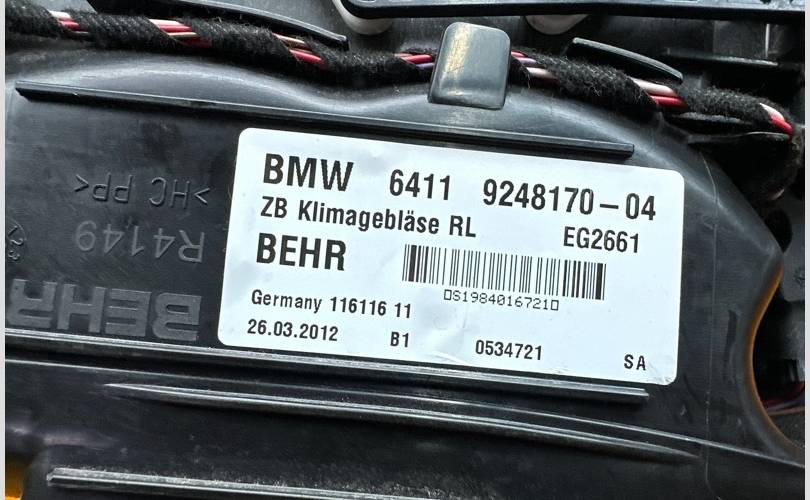 BMW 6411 9248170-04
ZB Klimagebläse RL EG2661
BEHR
□S1984016721□
Germany 116116 11
26.03.2012 B1 0534721 SA
>HC PP<
R4149
BEHR